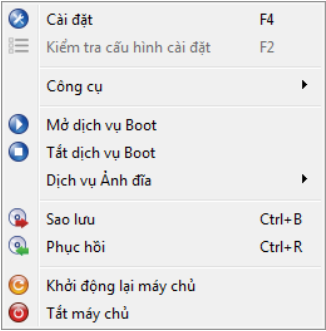 Cài đặt F4
Kiểm tra cấu hình cài đặt F2
Công cụ
Mở dịch vụ Boot
Tắt dịch vụ Boot
Dịch vụ Ảnh đĩa
Sao lưu Ctrl+B
Phục hồi Ctrl+R
Khởi động lại máy chủ
Tắt máy chủ